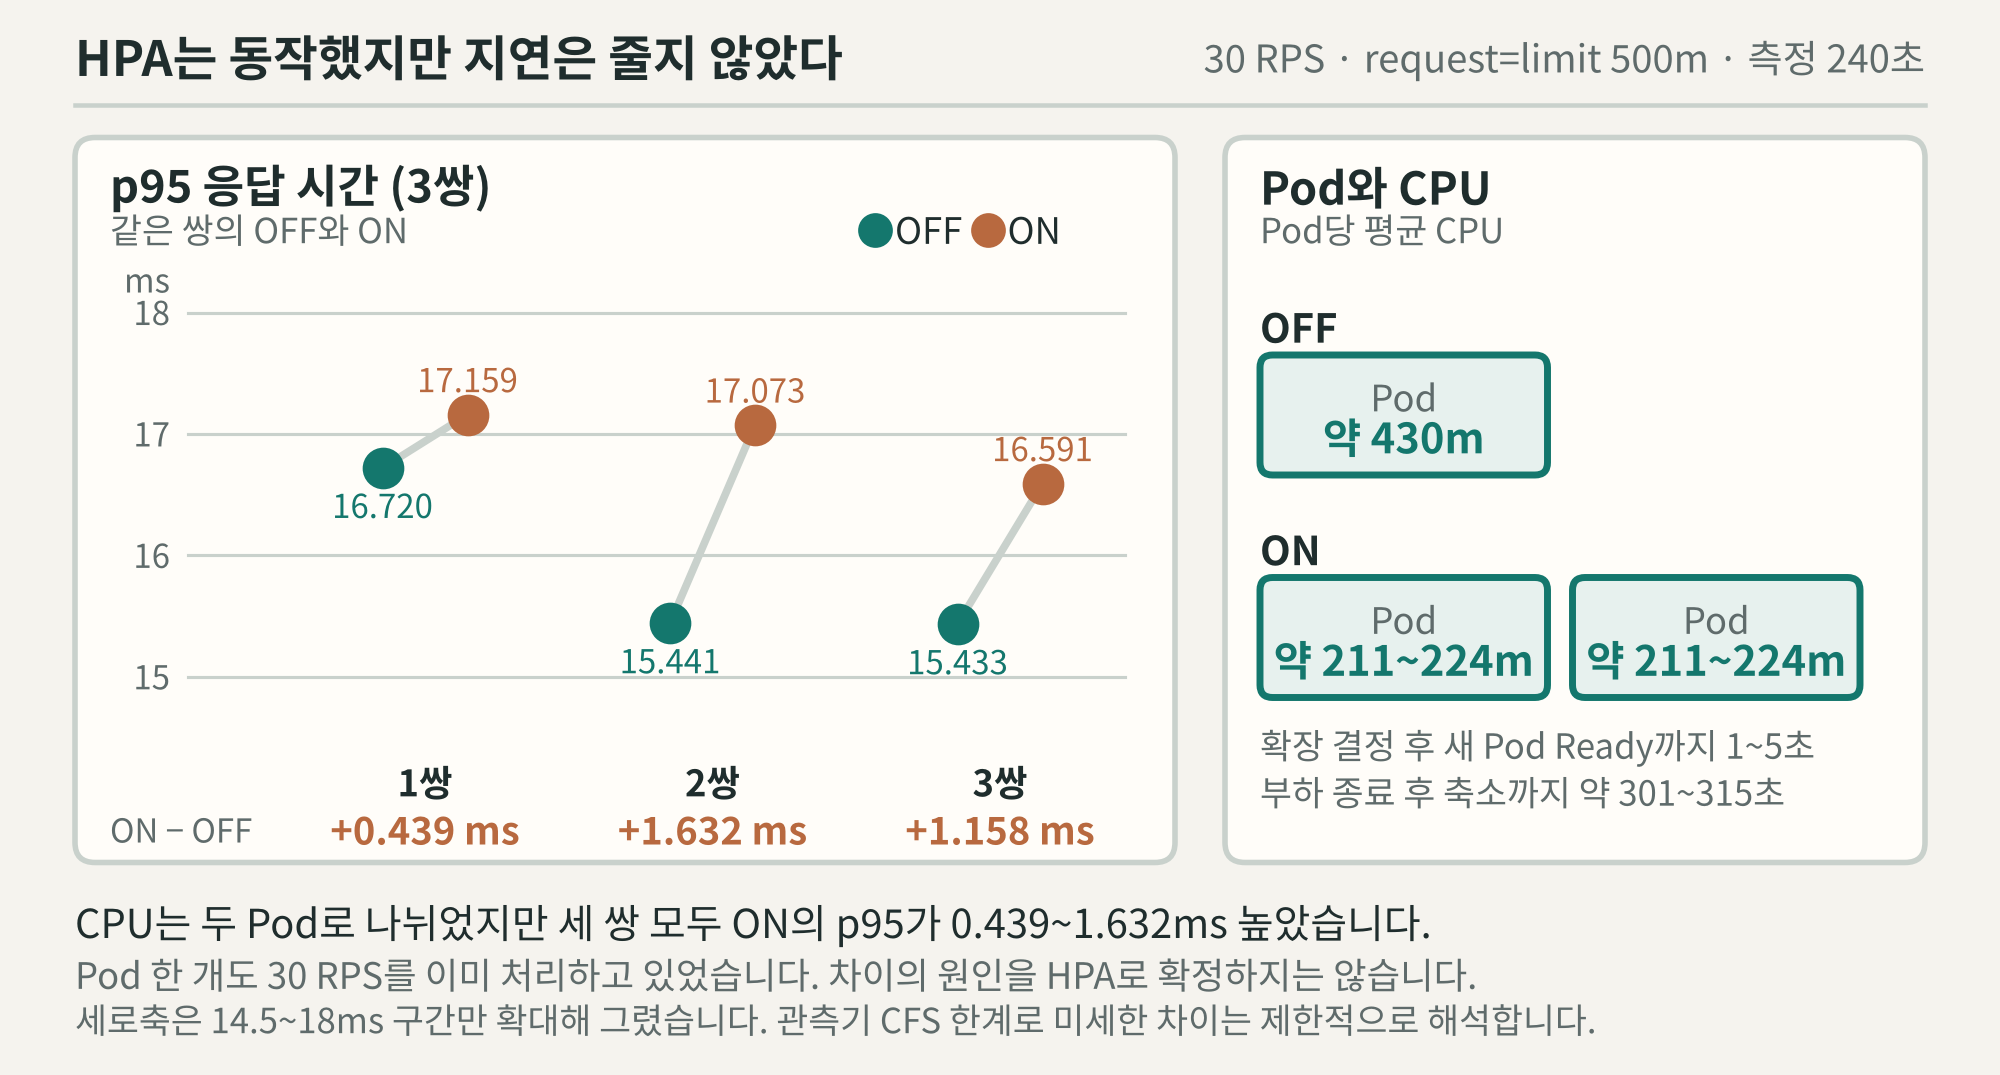 HPA는 동작했지만 지연은 줄지 않았다
30 RPS · request=limit 500m · 측정 240초
p95 응답 시간 (3쌍)
같은 쌍의 OFF와 ON
OFF ON
ms
18
17
16
15
17.159
16.720
17.073
15.441
16.591
15.433
1쌍 2쌍 3쌍
ON − OFF +0.439 ms +1.632 ms +1.158 ms
Pod와 CPU
Pod당 평균 CPU
OFF
Pod
약 430m
ON
Pod
약 211~224m
Pod
약 211~224m
확장 결정 후 새 Pod Ready까지 1~5초
부하 종료 후 축소까지 약 301~315초
CPU는 두 Pod로 나뉘었지만 세 쌍 모두 ON의 p95가 0.439~1.632ms 높았습니다.
Pod 한 개도 30 RPS를 이미 처리하고 있었습니다. 차이의 원인을 HPA로 확정하지는 않습니다.
세로축은 14.5~18ms 구간만 확대해 그렸습니다. 관측기 CFS 한계로 미세한 차이는 제한적으로 해석합니다.